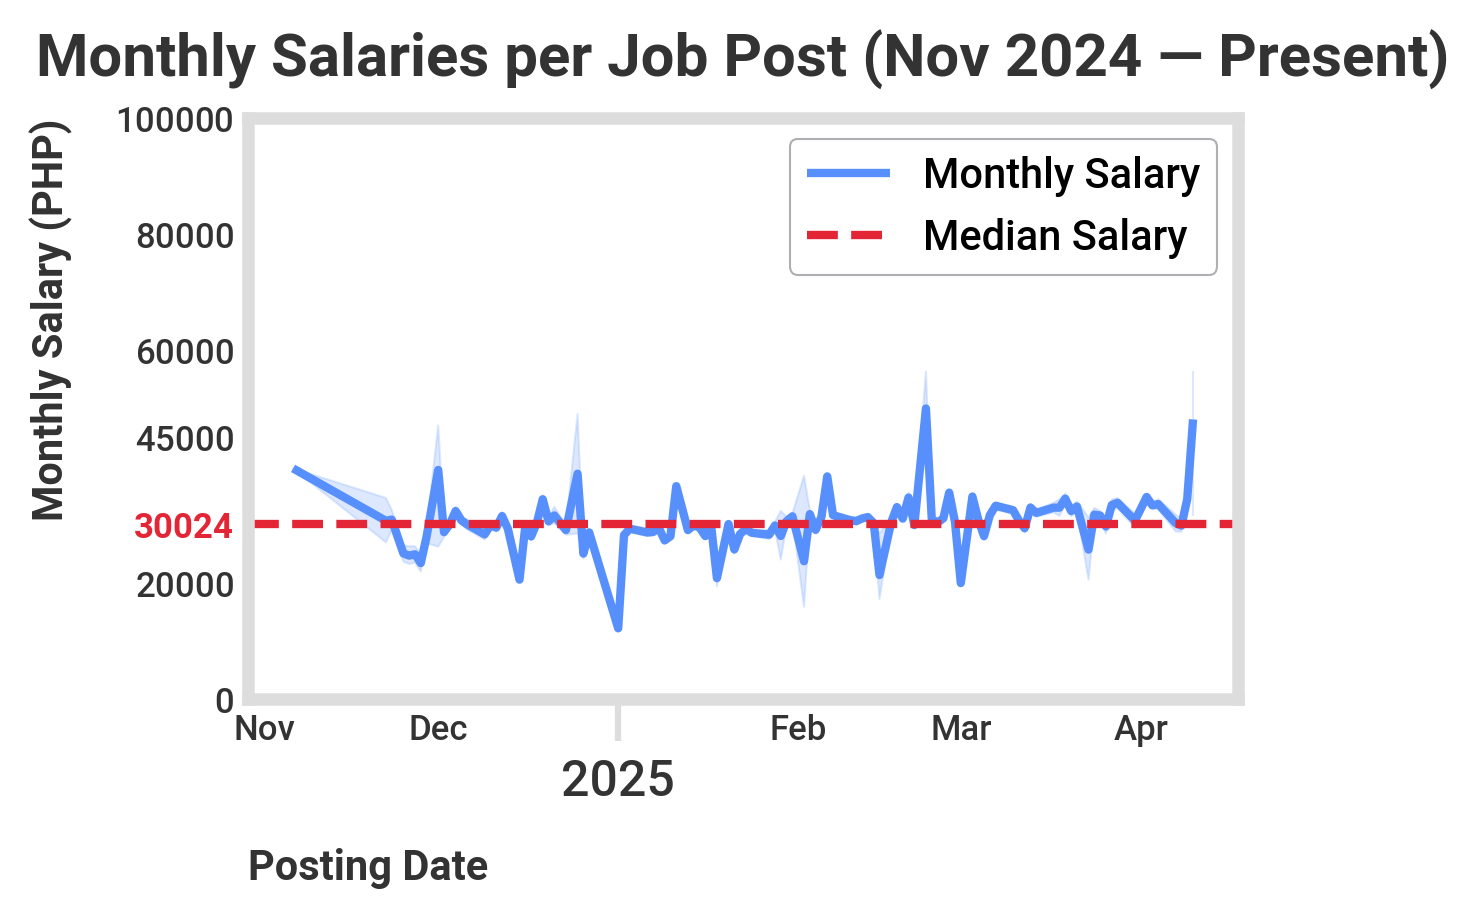 Monthly Salaries per Job Post (Nov 2024 — Present)
Monthly Salary (PHP)
100000
80000
60000
45000
30024
20000
0
Monthly Salary
Median Salary
Nov Dec Feb Mar Apr
2025
Posting Date